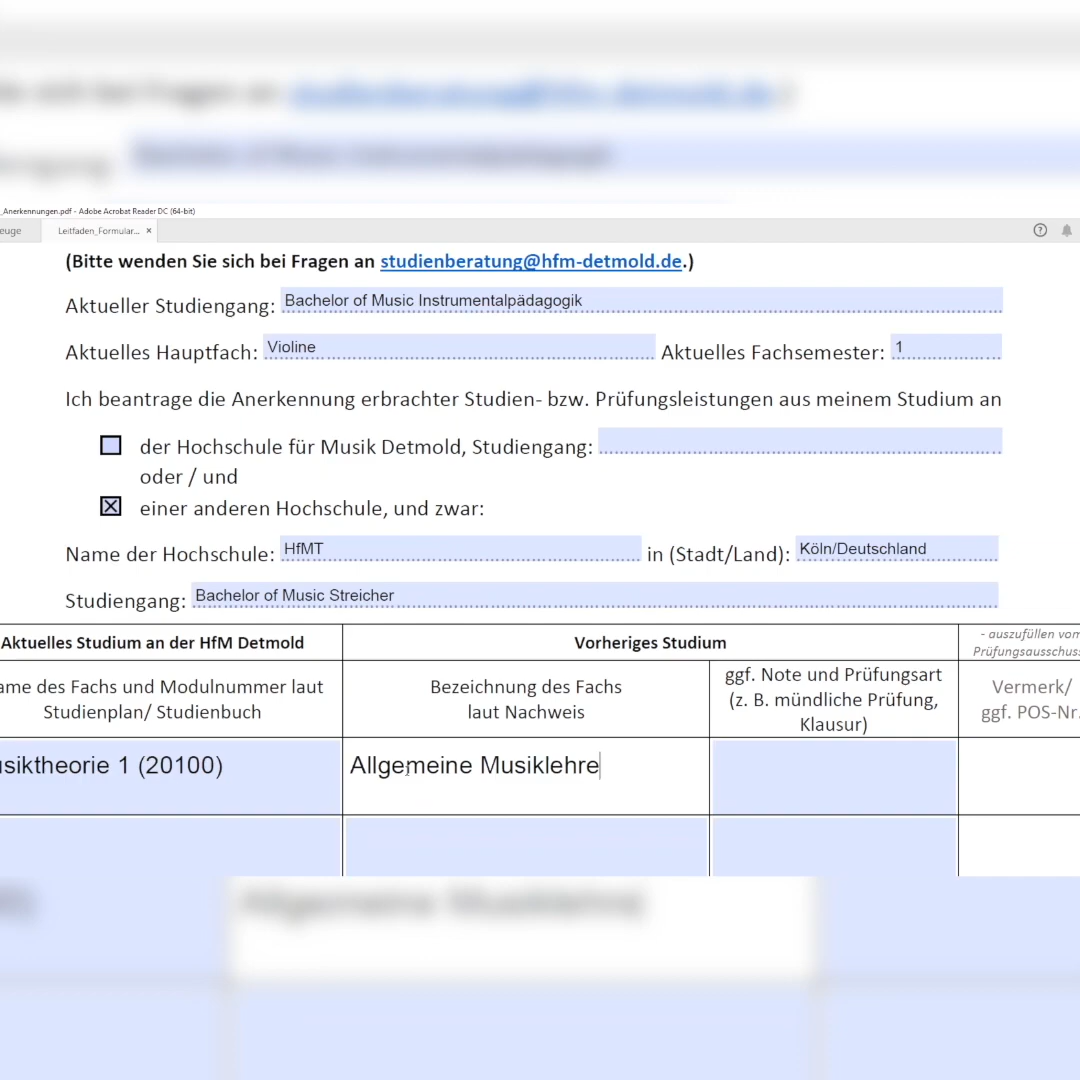 _Anerkennungen.pdf - Adobe Acrobat Reader DC (64-bit)
Leitfaden_Formular... ×
(Bitte wenden Sie sich bei Fragen an studienberatung@hfm-detmold.de.)
Aktueller Studiengang: Bachelor of Music Instrumentalpädagogik
Aktuelles Hauptfach: Violine Aktuelles Fachsemester: 1
Ich beantrage die Anerkennung erbrachter Studien- bzw. Prüfungsleistungen aus meinem Studium an
der Hochschule für Musik Detmold, Studiengang:
oder / und
einer anderen Hochschule, und zwar:
Name der Hochschule: HfMT in (Stadt/Land): Köln/Deutschland
Studiengang: Bachelor of Music Streicher
Aktuelles Studium an der HfM Detmold
Vorheriges Studium
- auszufüllen vom
Prüfungsausschuss
ame des Fachs und Modulnummer laut
Studienplan/ Studienbuch
Bezeichnung des Fachs
laut Nachweis
ggf. Note und Prüfungsart
(z. B. mündliche Prüfung,
Klausur)
Vermerk/
ggf. POS-Nr.
siktheorie 1 (20100)
Allgemeine Musiklehre